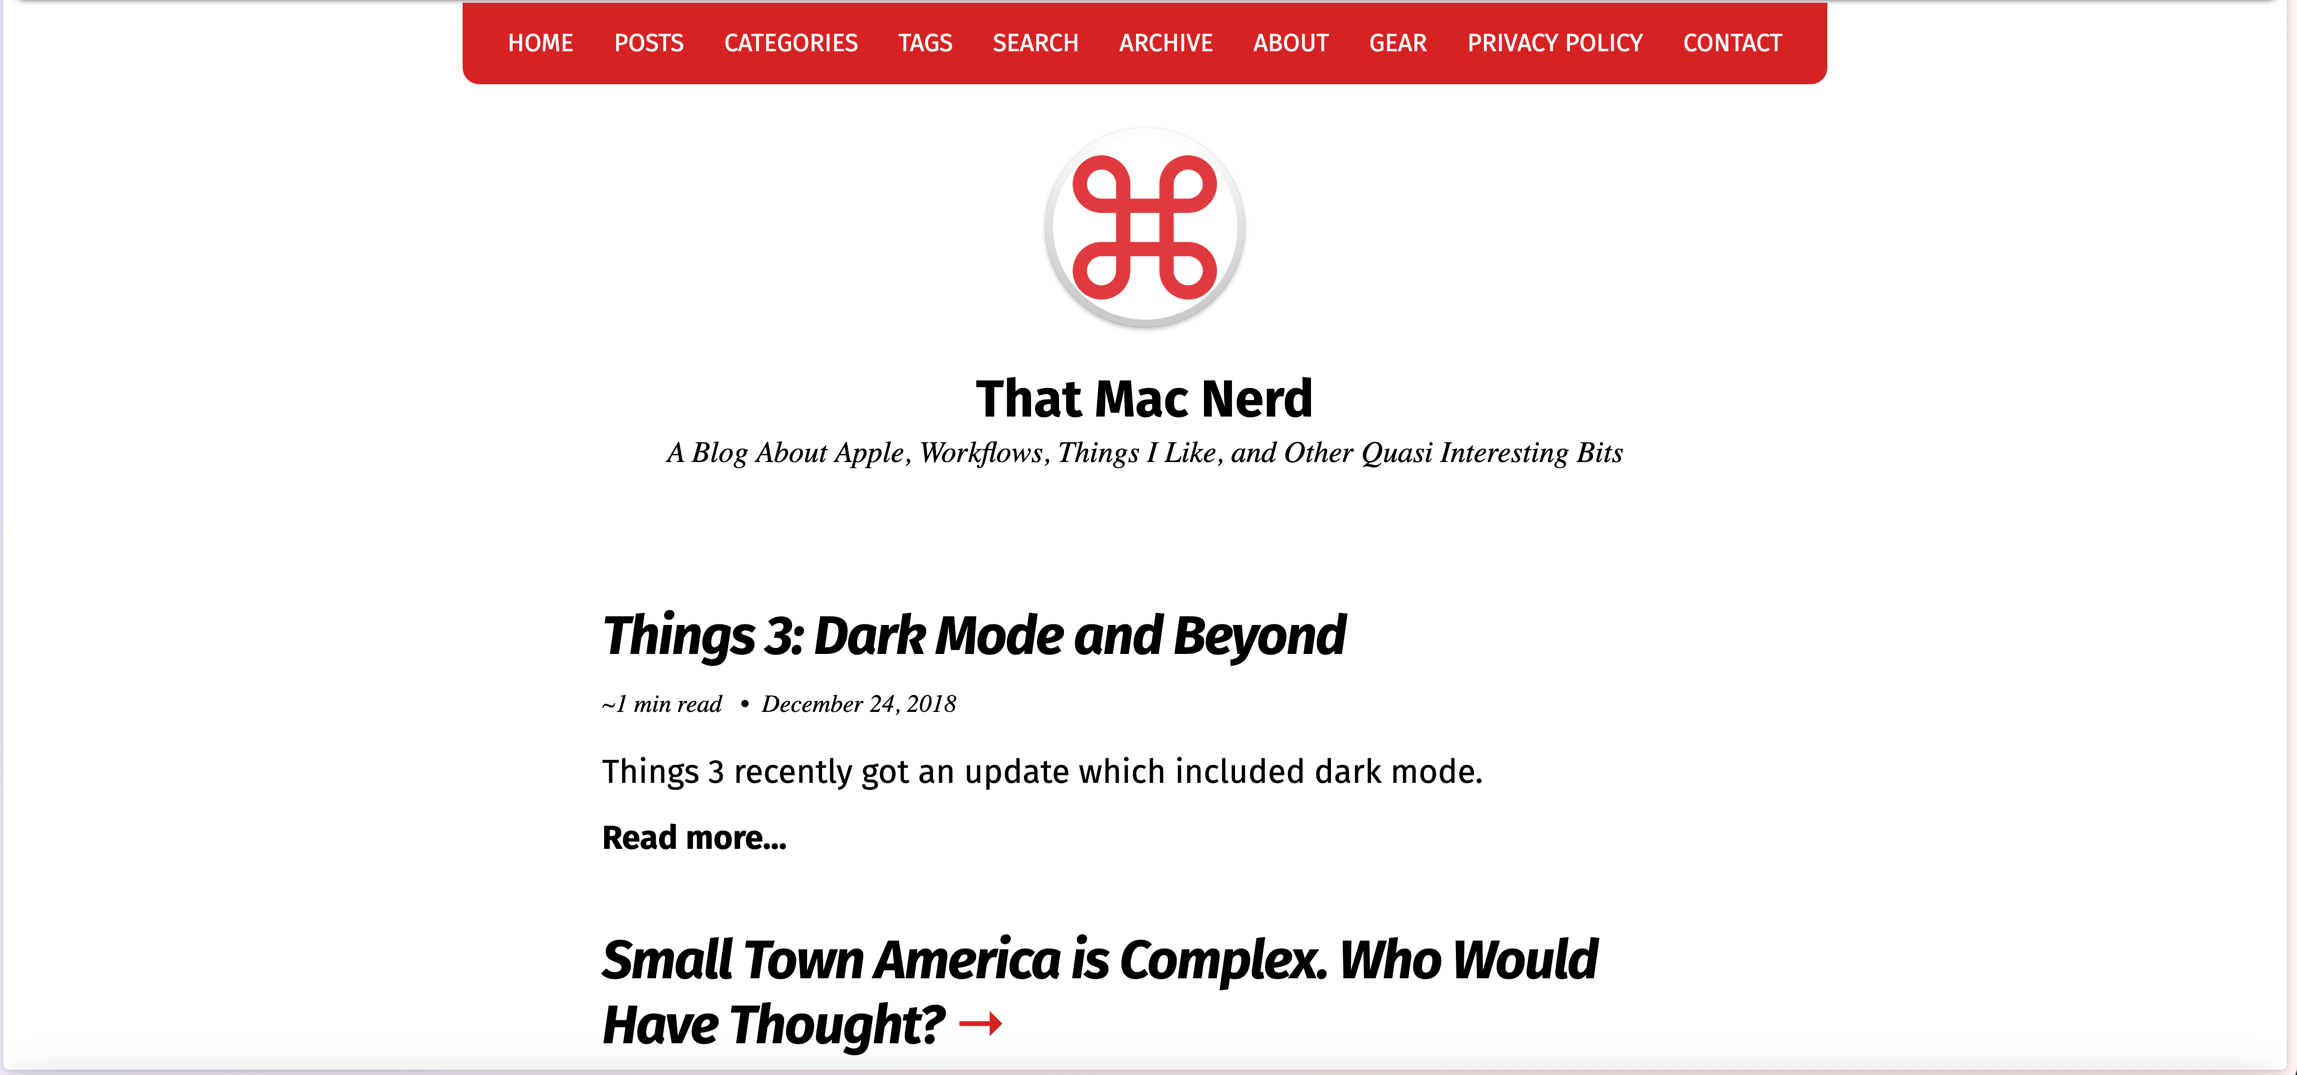 HOME POSTS CATEGORIES TAGS SEARCH ARCHIVE ABOUT GEAR PRIVACY POLICY CONTACT
That Mac Nerd
A Blog About Apple, Workflows, Things I Like, and Other Quasi Interesting Bits
Things 3: Dark Mode and Beyond
~1 min read • December 24, 2018
Things 3 recently got an update which included dark mode.
Read more...
Small Town America is Complex. Who Would
Have Thought? →